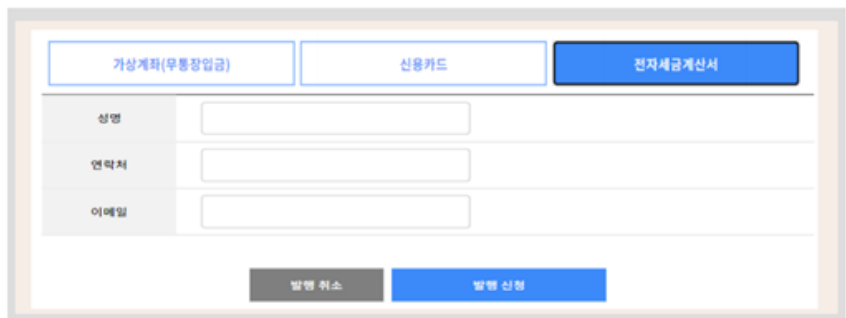 가상계좌(무통장입금) 신용카드 전자세금계산서
성명
연락처
이메일
발행 취소 발행 신청